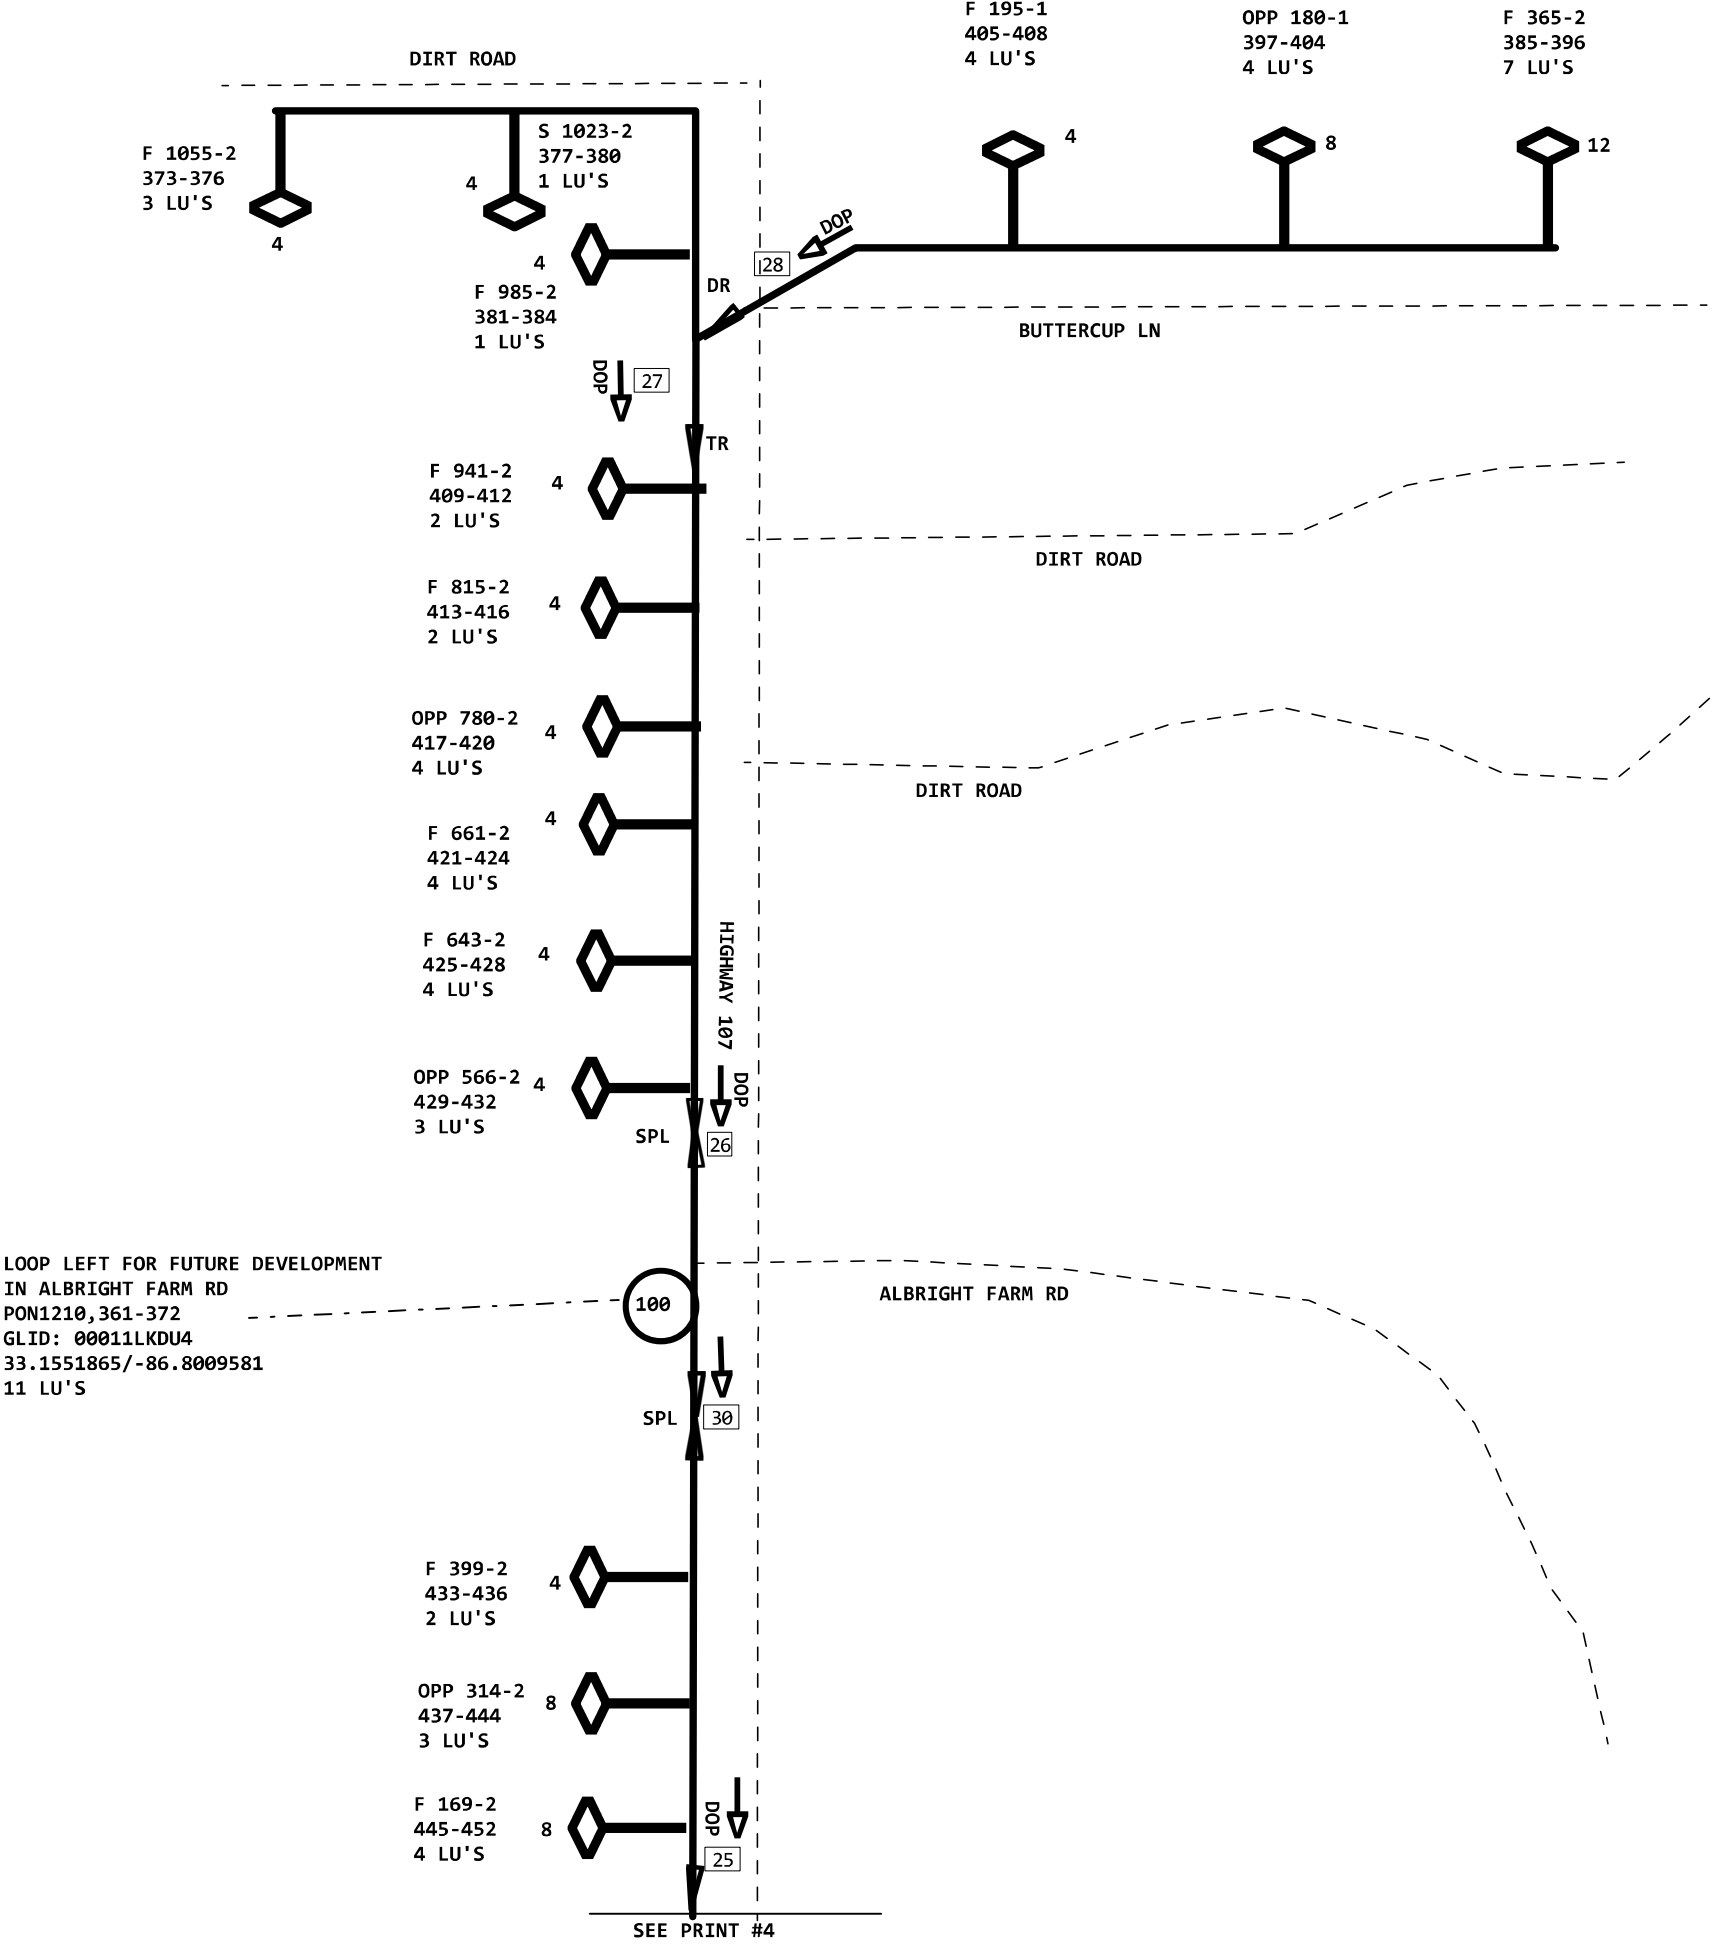 F 195-1
405-408
4 LU'S
OPP 180-1
397-404
4 LU'S
F 365-2
385-396
7 LU'S
DIRT ROAD
4
8
12
F 1055-2
373-376
3 LU'S
4
S 1023-2
377-380
1 LU'S
4
4
F 985-2
381-384
1 LU'S
DOP
28
DR
BUTTERCUP LN
DOP
27
TR
F 941-2
409-412
2 LU'S
4
DIRT ROAD
F 815-2
413-416
2 LU'S
4
OPP 780-2
417-420
4 LU'S
4
DIRT ROAD
F 661-2
421-424
4 LU'S
4
F 643-2
425-428
4 LU'S
4
HIGHWAY 107
OPP 566-2
429-432
3 LU'S
4
DOP
SPL
26
LOOP LEFT FOR FUTURE DEVELOPMENT
IN ALBRIGHT FARM RD
PON1210,361-372
GLID: 00011LKDU4
33.1551865/-86.8009581
11 LU'S
100
ALBRIGHT FARM RD
SPL
30
F 399-2
433-436
2 LU'S
4
OPP 314-2
437-444
3 LU'S
8
F 169-2
445-452
4 LU'S
8
DOP
25
SEE PRINT #4